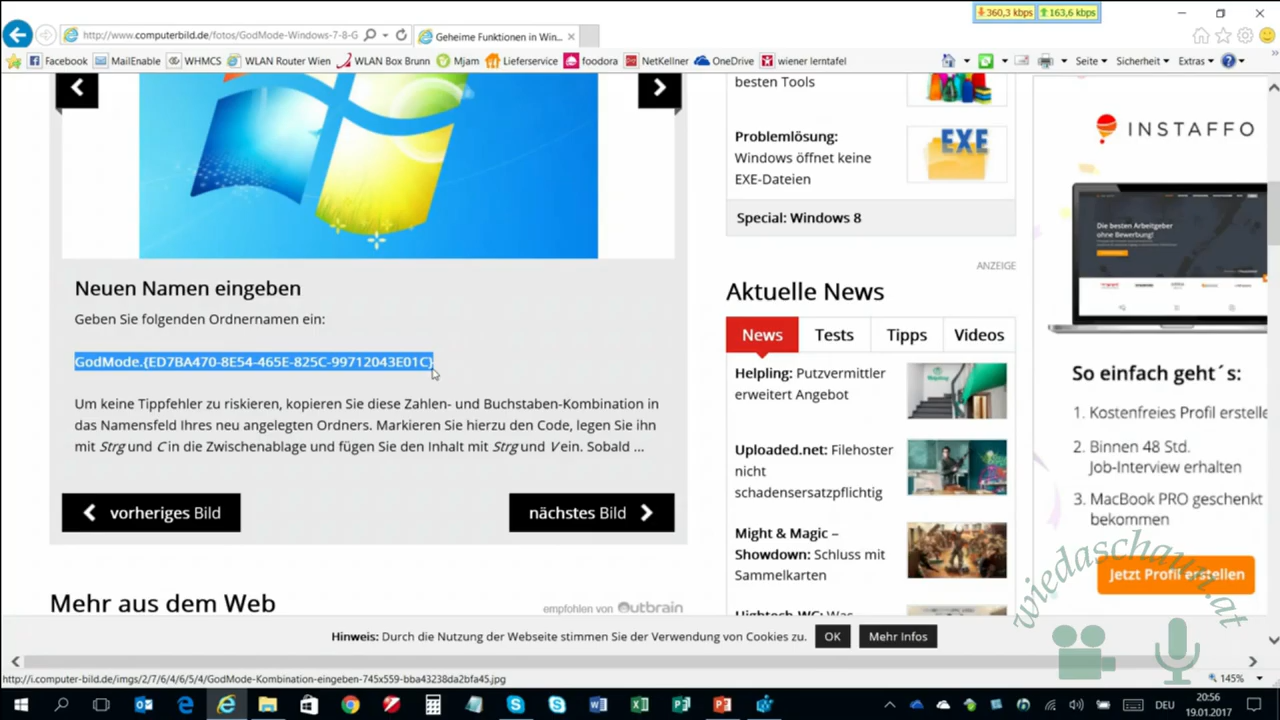 360,3 kbps 163,6 kbps
http://www.computerbild.de/fotos/GodMode-Windows-7-8-G
Geheime Funktionen in Win...
Facebook MailEnable WHMCS WLAN Router Wien WLAN Box Brunn Mjam Lieferservice foodora NetKellner OneDrive wiener lerntafel
Seite Sicherheit Extras
Neuen Namen eingeben
Geben Sie folgenden Ordnernamen ein:
GodMode.{ED7BA470-8E54-465E-825C-99712043E01C}
Um keine Tippfehler zu riskieren, kopieren Sie diese Zahlen- und Buchstaben-Kombination in
das Namensfeld Ihres neu angelegten Ordners. Markieren Sie hierzu den Code, legen Sie ihn
mit Strg und C in die Zwischenablage und fügen Sie den Inhalt mit Strg und V ein. Sobald ...
vorheriges Bild
nächstes Bild
Mehr aus dem Web
empfohlen von Outbrain
besten Tools
Problemlösung:
Windows öffnet keine
EXE-Dateien
EXE
Special: Windows 8
ANZEIGE
Aktuelle News
News Tests Tipps Videos
Helpling: Putzvermittler
erweitert Angebot
Uploaded.net: Filehoster
nicht
schadensersatzpflichtig
Might & Magic –
Showdown: Schluss mit
Sammelkarten
Hightech-WC: Was
INSTAFFO
Die besten Arbeitgeber
ohne Bewerbung!
So einfach geht´s:
1. Kostenfreies Profil erstelle
2. Binnen 48 Std.
Job-Interview erhalten
3. MacBook PRO geschenkt
bekommen
Jetzt Profil erstellen
wiedaschaun.at
Hinweis: Durch die Nutzung der Webseite stimmen Sie der Verwendung von Cookies zu.
OK
Mehr Infos
http://i.computer-bild.de/imgs/2/7/6/4/6/5/4/GodMode-Kombination-eingeben-745x559-bba43238da2bfa45.jpg
145%
DEU
20:56
19.01.2017